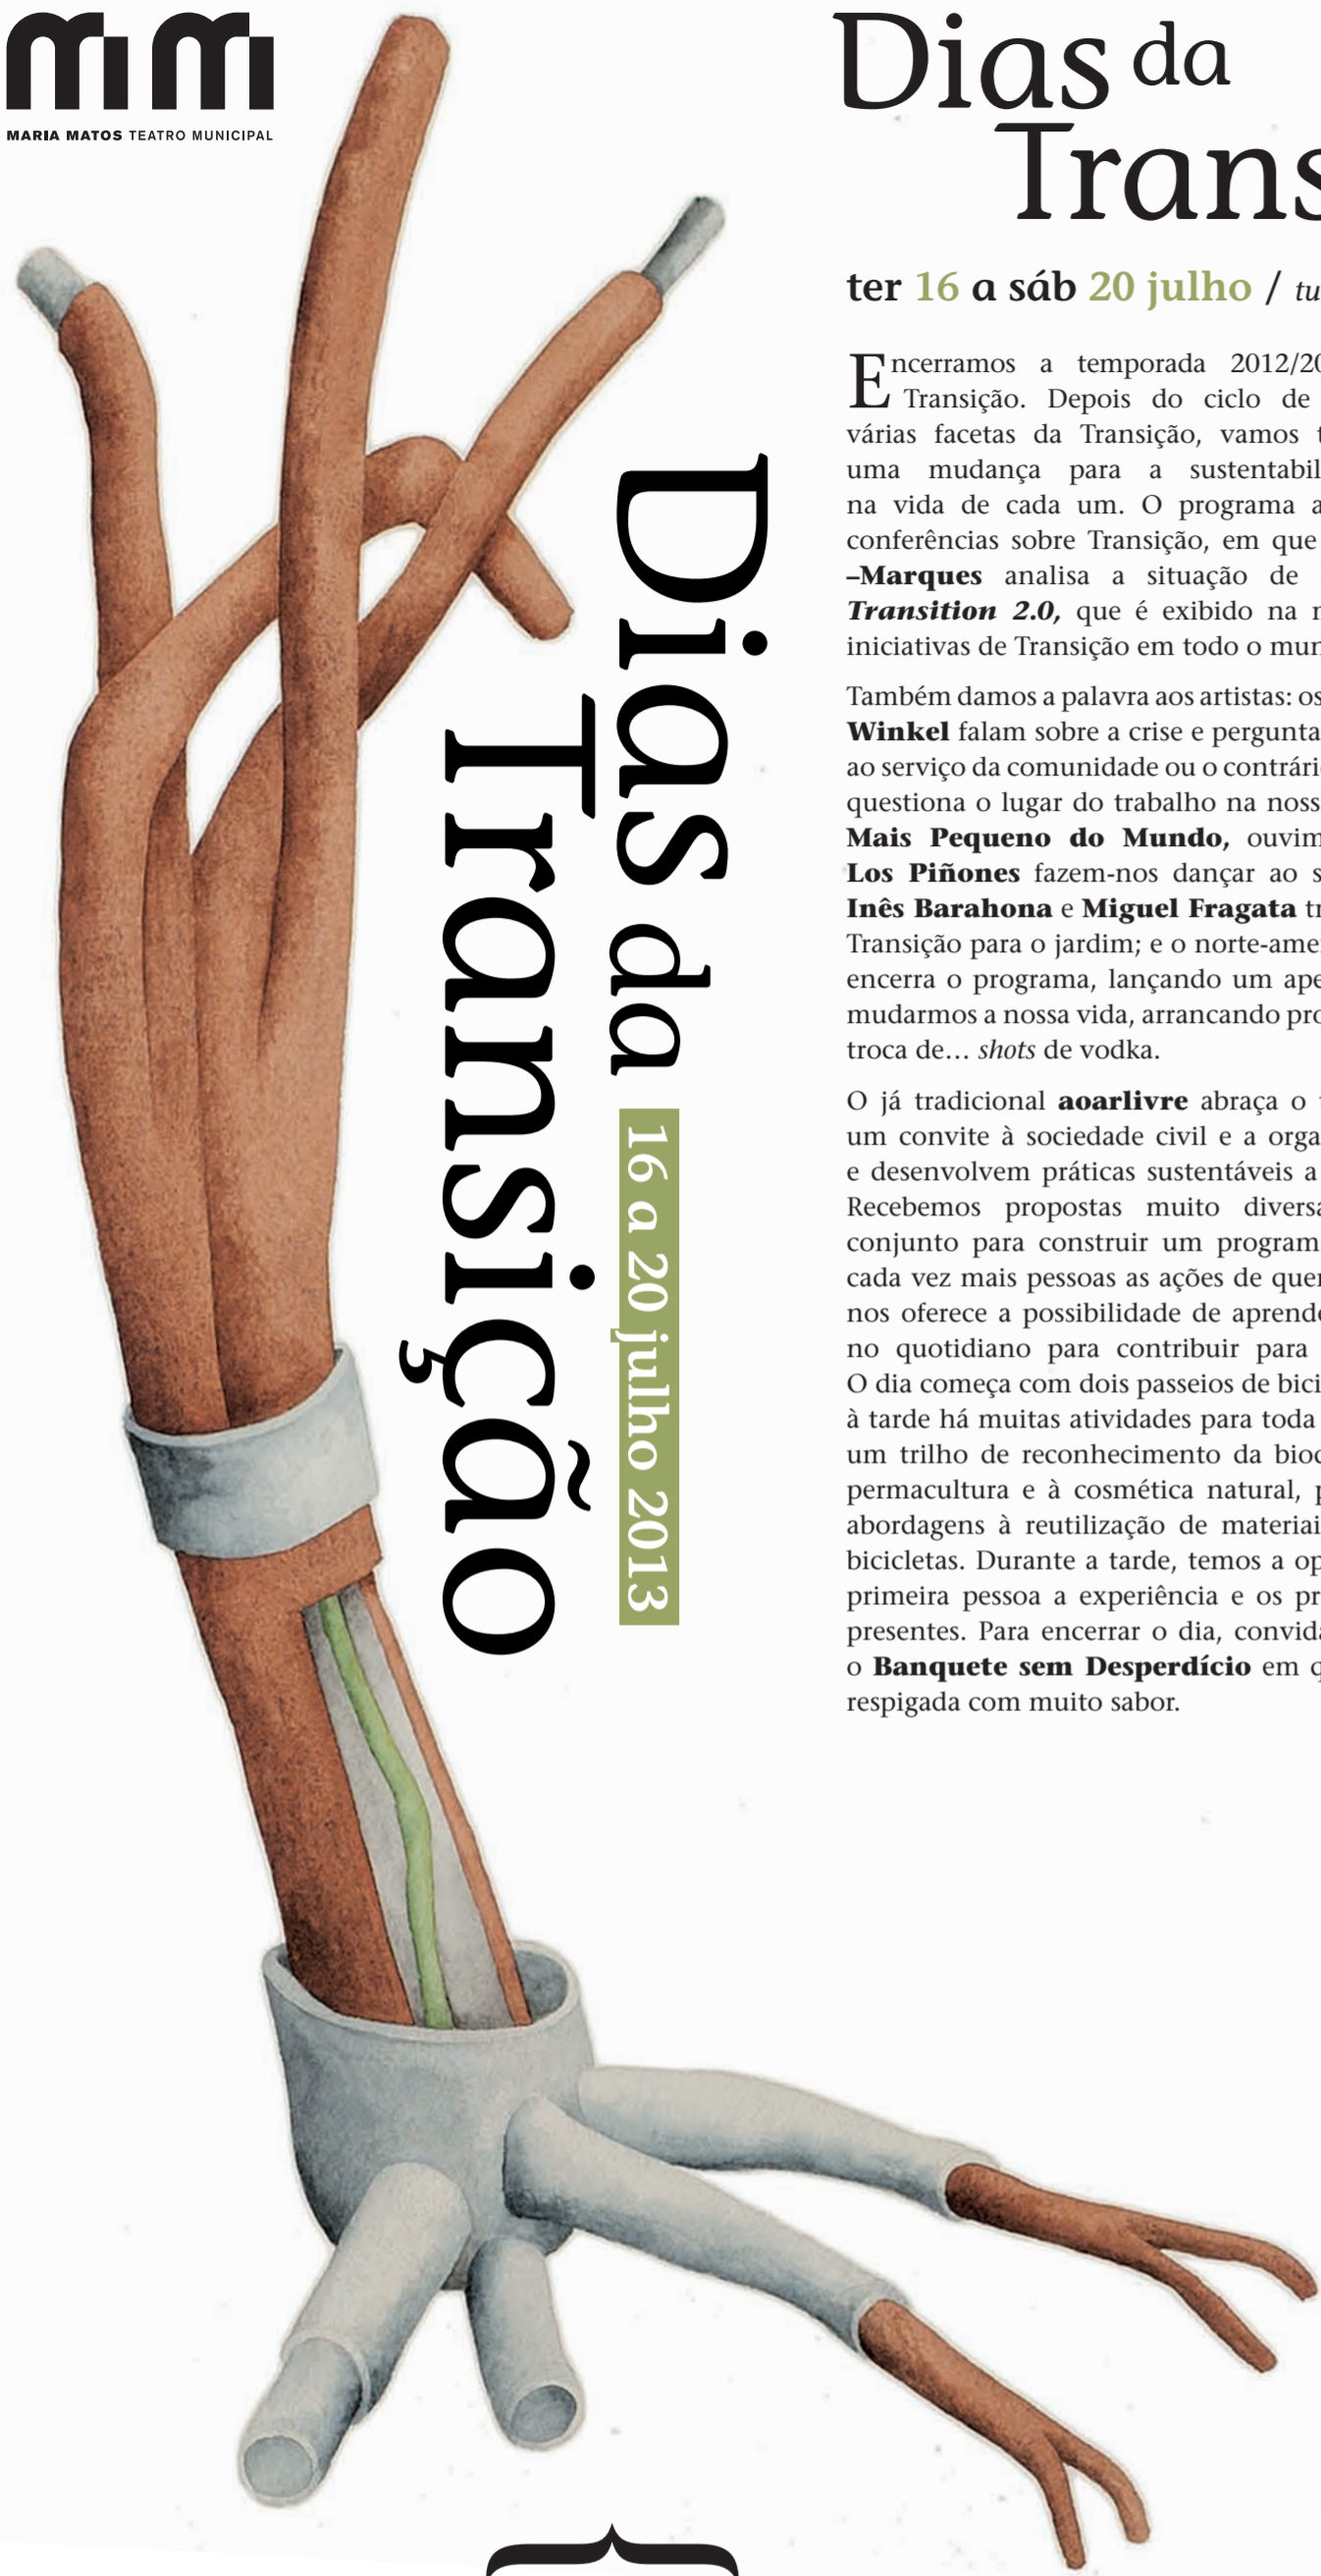 MARIA MATOS TEATRO MUNICIPAL
Dias da
Transição
16 a 20 julho 2013
Dias da
Trans
ter 16 a sáb 20 julho / tu
Encerramos a temporada 2012/20
Transição. Depois do ciclo de
várias facetas da Transição, vamos t
uma mudança para a sustentabil
na vida de cada um. O programa a
conferências sobre Transição, em que
–Marques analisa a situação de
Transition 2.0, que é exibido na n
iniciativas de Transição em todo o mun
Também damos a palavra aos artistas: os
Winkel falam sobre a crise e pergunta
ao serviço da comunidade ou o contrári
questiona o lugar do trabalho na noss
Mais Pequeno do Mundo, ouvim
Los Piñones fazem-nos dançar ao s
Inês Barahona e Miguel Fragata tr
Transição para o jardim; e o norte-ame
encerra o programa, lançando um ape
mudarmos a nossa vida, arrancando pro
troca de… shots de vodka.
O já tradicional aoarlivre abraça o t
um convite à sociedade civil e a orga
e desenvolvem práticas sustentáveis a
Recebemos propostas muito diversa
conjunto para construir um program
cada vez mais pessoas as ações de quem
nos oferece a possibilidade de aprende
no quotidiano para contribuir para
O dia começa com dois passeios de bici
à tarde há muitas atividades para toda
um trilho de reconhecimento da biod
permacultura e à cosmética natural, p
abordagens à reutilização de materiai
bicicletas. Durante a tarde, temos a op
primeira pessoa a experiência e os pr
presentes. Para encerrar o dia, convida
o Banquete sem Desperdício em q
respigada com muito sabor.